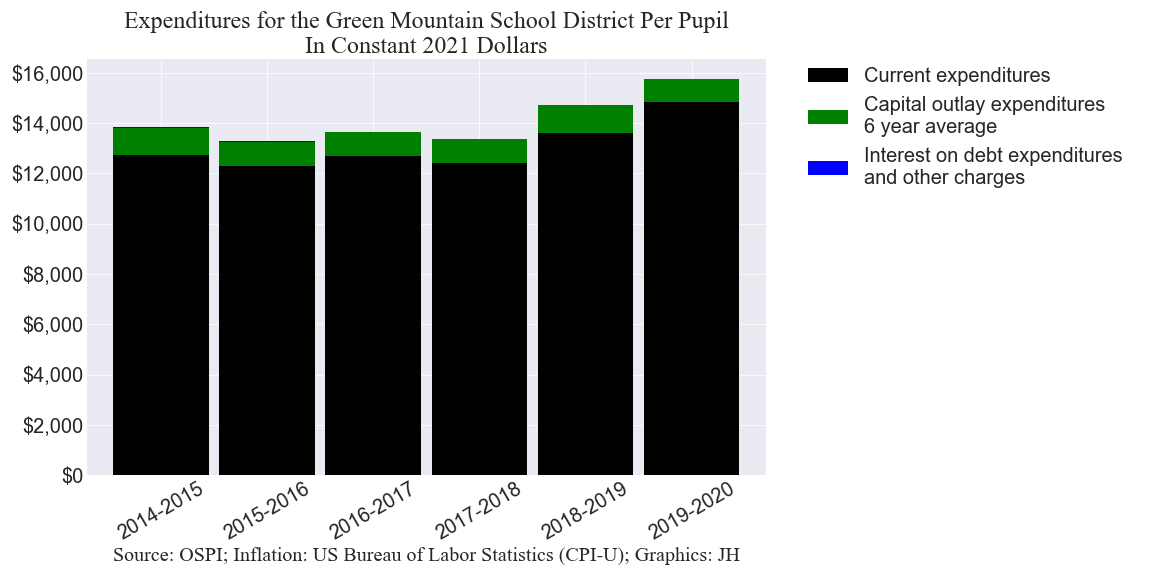 Expenditures for the Green Mountain School District Per Pupil
In Constant 2021 Dollars
$16,000
$14,000
$12,000
$10,000
$8,000
$6,000
$4,000
$2,000
$0
2014-2015
2015-2016
2016-2017
2017-2018
2018-2019
2019-2020
Current expenditures
Capital outlay expenditures
6 year average
Interest on debt expenditures
and other charges
Source: OSPI; Inflation: US Bureau of Labor Statistics (CPI-U); Graphics: JH